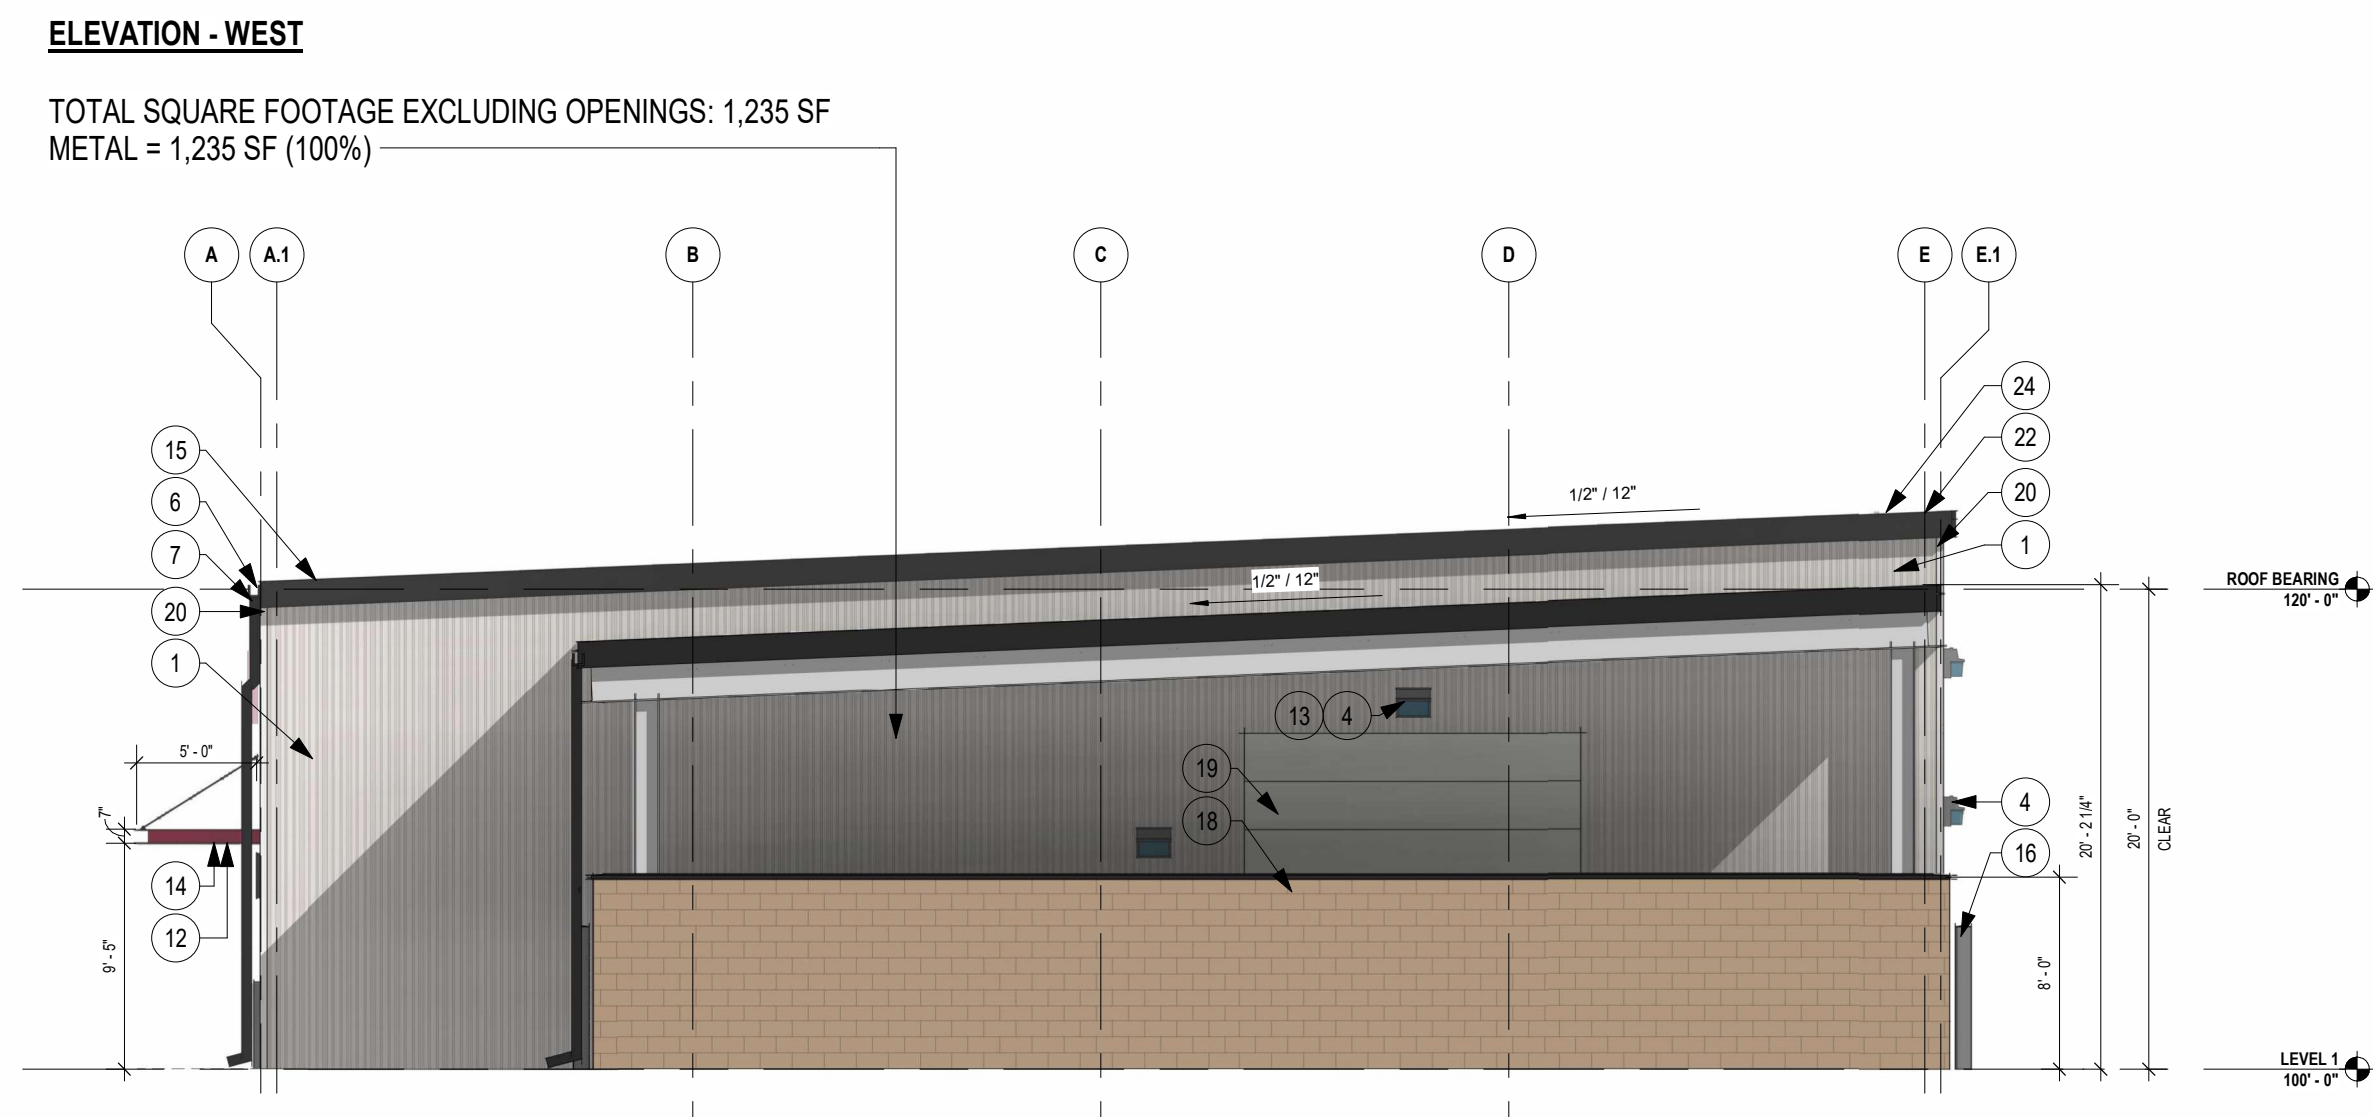 ELEVATION - WEST
TOTAL SQUARE FOOTAGE EXCLUDING OPENINGS: 1,235 SF
METAL = 1,235 SF (100%)
A
A.1
B
C
D
E
E.1
24
15
22
6
20
1/2" / 12"
7
1
1/2" / 12"
ROOF BEARING
120' - 0"
20
1
13
4
5' - 0"
19
4
7"
18
20' - 2 1/4"
20' - 0"
CLEAR
16
14
12
9' - 5"
8' - 0"
LEVEL 1
100' - 0"